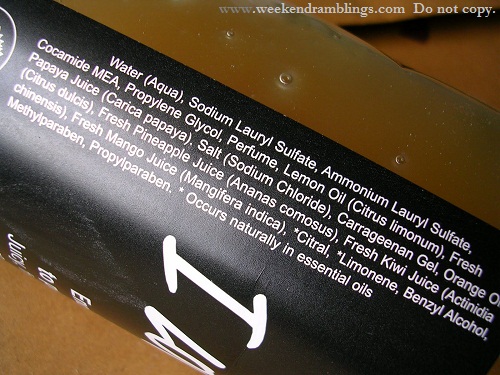 www.weekendramblings.com Do not copy.
Water (Aqua), Sodium Lauryl Sulfate, Ammonium Lauryl Sulfate,
Cocamide MEA, Propylene Glycol, Perfume, Lemon Oil (Citrus limonum), Fresh
Papaya Juice (Carica papaya), Salt (Sodium Chloride), Carrageenan Gel, Orange O
(Citrus dulcis), Fresh Pineapple Juice (Ananas comosus), Fresh Kiwi Juice (Actinidia
chinensis), Fresh Mango Juice (Mangifera indica), *Citral, *Limonene, Benzyl Alcohol,
Methylparaben, Propylparaben. * Occurs naturally in essential oils
I
to